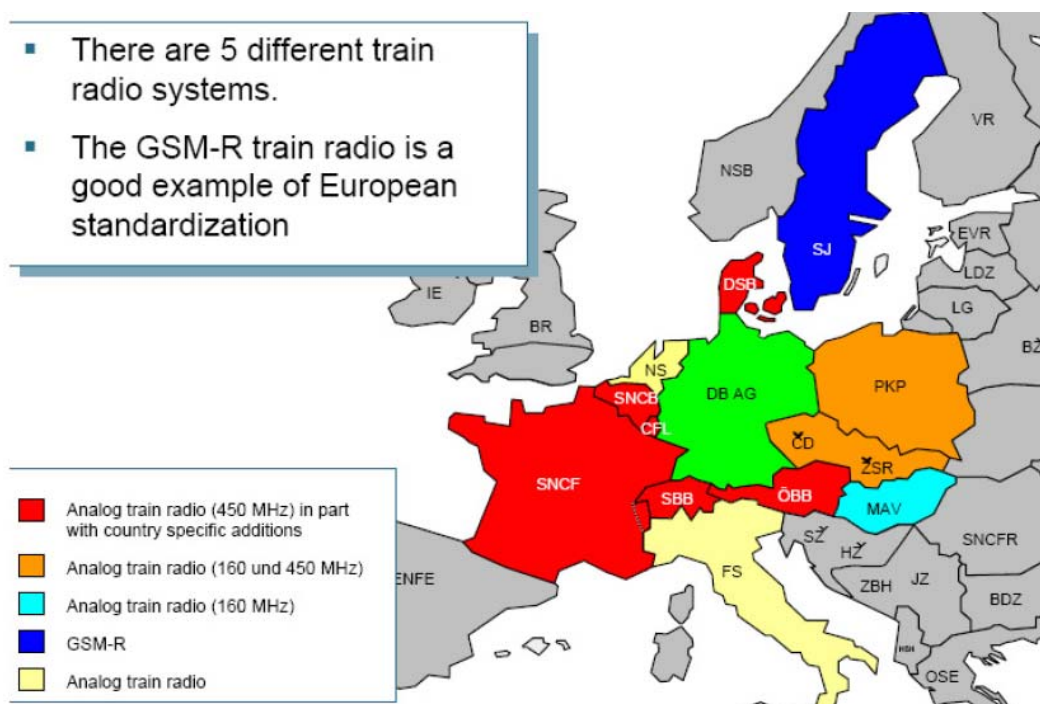 There are 5 different train
radio systems.
The GSM-R train radio is a
good example of European
standardization
VR
NSB
SJ
EVR
LDZ
LG
DSB
IE
BR
NS
DB AG
PKP
SNCB
CFL
ČD
ŽSR
SNCF
SBB
ÖBB
MAV
SŽ
HŽ
SNCFR
FS
ZBH
JZ
BDZ
OSE
BŽ
ENFE
Analog train radio (450 MHz) in part
with country specific additions
Analog train radio (160 und 450 MHz)
Analog train radio (160 MHz)
GSM-R
Analog train radio